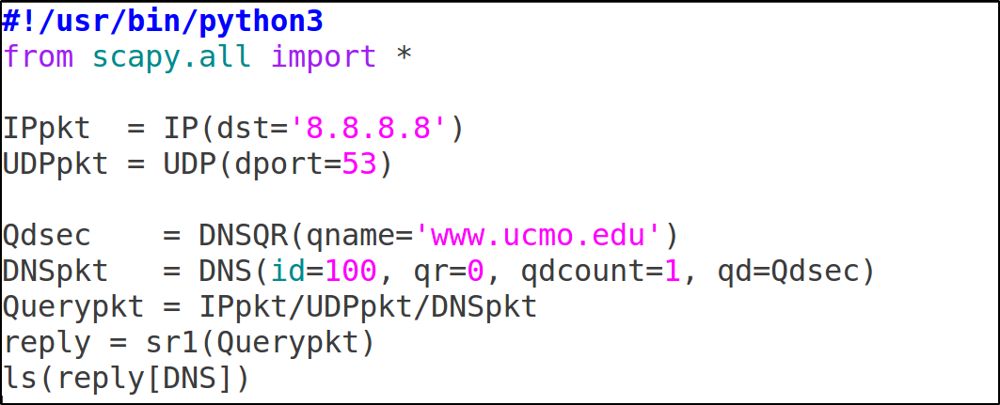 #!/usr/bin/python3
from scapy.all import *
IPpkt  = IP(dst='8.8.8.8')
UDPpkt = UDP(dport=53)
Qdsec    = DNSQR(qname='www.ucmo.edu')
DNSpkt   = DNS(id=100, qr=0, qdcount=1, qd=Qdsec)
Querypkt = IPpkt/UDPpkt/DNSpkt
reply = sr1(Querypkt)
ls(reply[DNS])